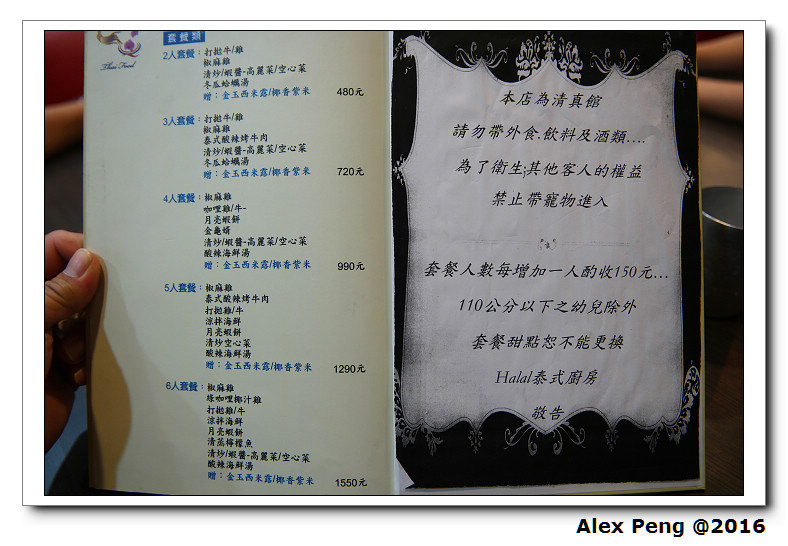 Thai Food
套餐類
2人套餐：打拋牛/雞
椒麻雞
清炒/蝦醬-高麗菜/空心菜
冬瓜蛤蠣湯
贈：金玉西米露/椰香紫米 480元
3人套餐：打拋牛/雞
椒麻雞
泰式酸辣烤牛肉
清炒/蝦醬-高麗菜/空心菜
冬瓜蛤蠣湯
贈：金玉西米露/椰香紫米 720元
4人套餐：椒麻雞
咖哩雞/牛-
月亮蝦餅
金龜婿
清炒/蝦醬-高麗菜/空心菜
酸辣海鮮湯
贈：金玉西米露/椰香紫米 990元
5人套餐：椒麻雞
泰式酸辣烤牛肉
打拋雞/牛
涼拌海鮮
月亮蝦餅
清炒空心菜
酸辣海鮮湯
贈：金玉西米露/椰香紫米 1290元
6人套餐：椒麻雞
綠咖哩椰汁雞
打拋雞/牛
涼拌海鮮
月亮蝦餅
清蒸檸檬魚
清炒/蝦醬-高麗菜/空心菜
酸辣海鮮湯
贈：金玉西米露/椰香紫米 1550元
本店為清真館
請勿帶外食.飲料及酒類....
為了衛生;其他客人的權益
禁止帶寵物進入
套餐人數每增加一人酌收150元...
110公分以下之幼兒除外
套餐甜點恕不能更換
Halal泰式廚房
敬告
Alex Peng @2016